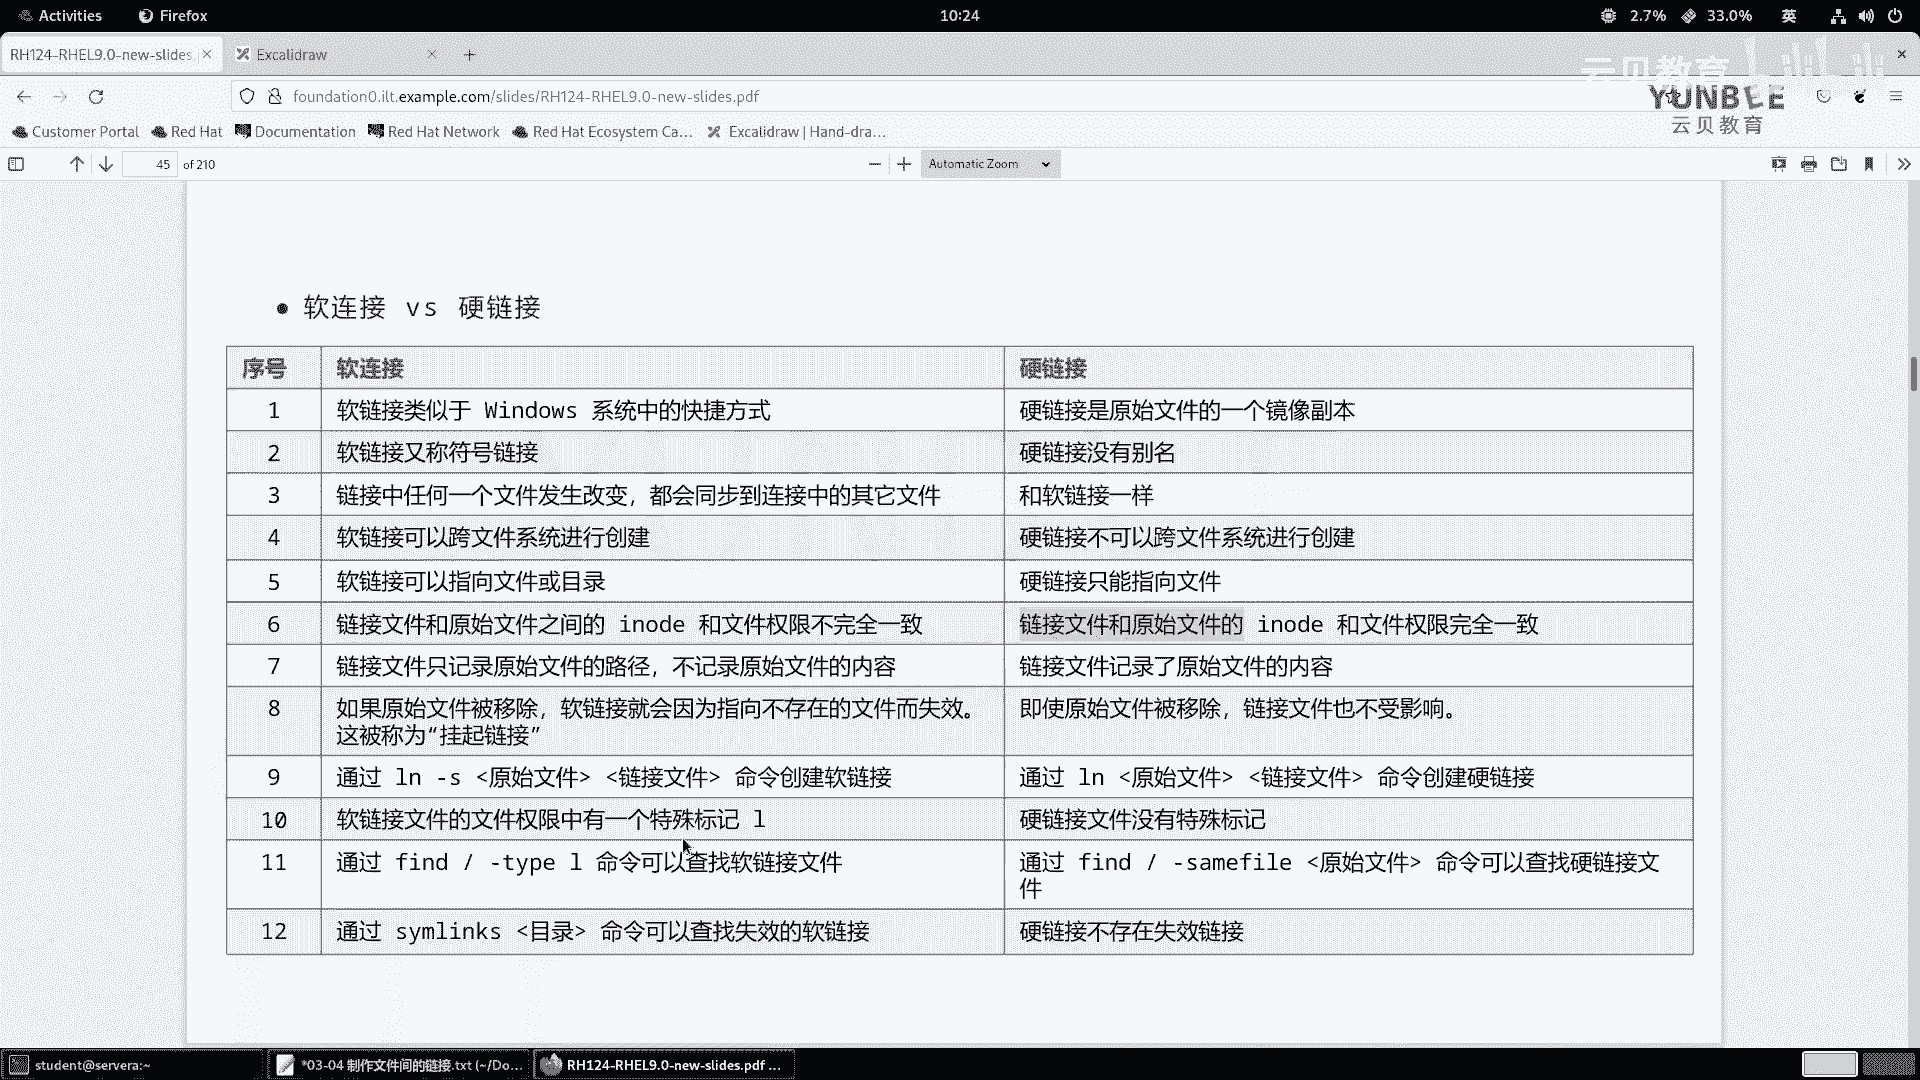 Activities Firefox 10:24 2.7% 33.0% 英
RH124-RHEL9.0-new-slides. Excalidraw
云贝教育 bilibili
foundation0.ilt.example.com/slides/RH124-RHEL9.0-new-slides.pdf
YUNBEE
云贝教育
Customer Portal Red Hat Documentation Red Hat Network Red Hat Ecosystem Ca… Excalidraw | Hand-dra…
45 of 210 Automatic Zoom
• 软连接 vs 硬链接
序号 软连接 硬链接
1 软链接类似于 Windows 系统中的快捷方式 硬链接是原始文件的一个镜像副本
2 软链接又称符号链接 硬链接没有别名
3 链接中任何一个文件发生改变，都会同步到连接中的其它文件 和软链接一样
4 软链接可以跨文件系统进行创建 硬链接不可以跨文件系统进行创建
5 软链接可以指向文件或目录 硬链接只能指向文件
6 链接文件和原始文件之间的 inode 和文件权限不完全一致 链接文件和原始文件的 inode 和文件权限完全一致
7 链接文件只记录原始文件的路径，不记录原始文件的内容 链接文件记录了原始文件的内容
8 如果原始文件被移除，软链接就会因为指向不存在的文件而失效。 即使原始文件被移除，链接文件也不受影响。
这被称为“挂起链接”
9 通过 ln -s <原始文件> <链接文件> 命令创建软链接 通过 ln <原始文件> <链接文件> 命令创建硬链接
10 软链接文件的文件权限中有一个特殊标记 l 硬链接文件没有特殊标记
11 通过 find / -type l 命令可以查找软链接文件 通过 find / -samefile <原始文件> 命令可以查找硬链接文
件
12 通过 symlinks <目录> 命令可以查找失效的软链接 硬链接不存在失效链接
student@servera:~ *03-04 制作文件间的链接.txt (~/Do… RH124-RHEL9.0-new-slides.pdf …